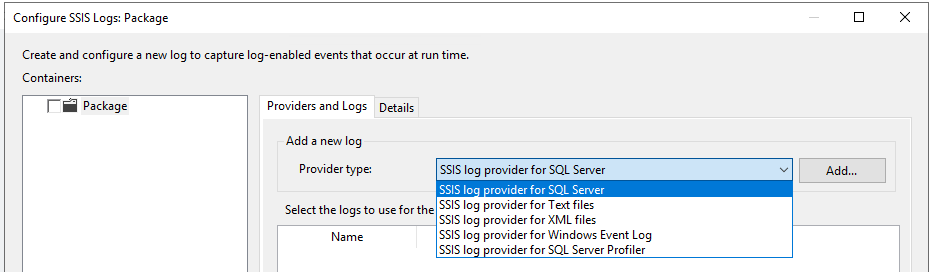 Configure SSIS Logs: Package
Create and configure a new log to capture log-enabled events that occur at run time.
Containers:
Package
Providers and Logs
Details
Add a new log
Provider type:
SSIS log provider for SQL Server
Add...
SSIS log provider for SQL Server
SSIS log provider for Text files
SSIS log provider for XML files
SSIS log provider for Windows Event Log
SSIS log provider for SQL Server Profiler
Select the logs to use for the
Name